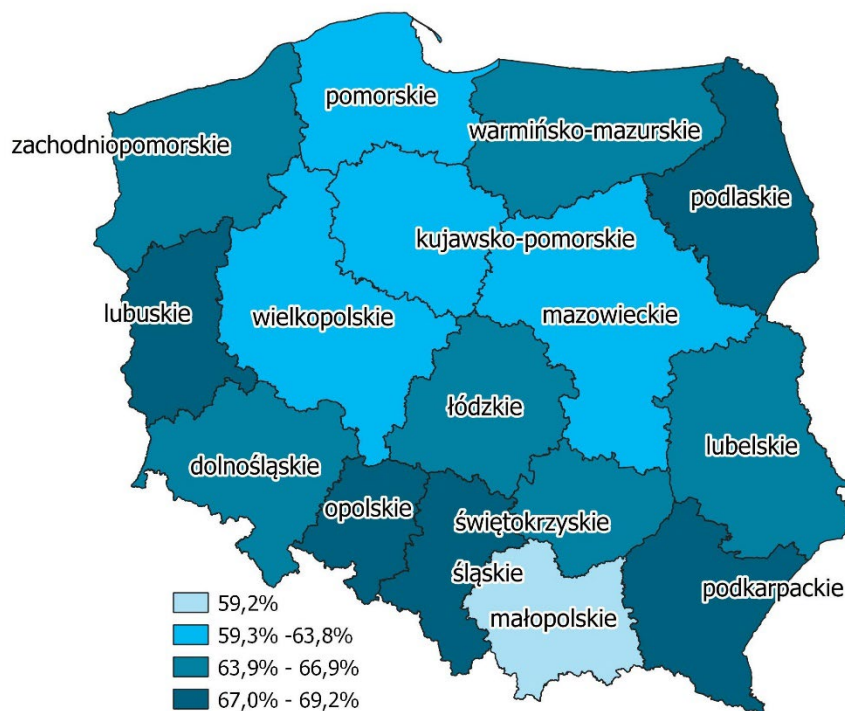 pomorskie
warmińsko-mazurskie
zachodniopomorskie
podlaskie
kujawsko-pomorskie
lubuskie
wielkopolskie
mazowieckie
łódzkie
lubelskie
dolnośląskie
opolskie
świętokrzyskie
śląskie
podkarpackie
małopolskie
59,2%
59,3% -63,8%
63,9% - 66,9%
67,0% - 69,2%